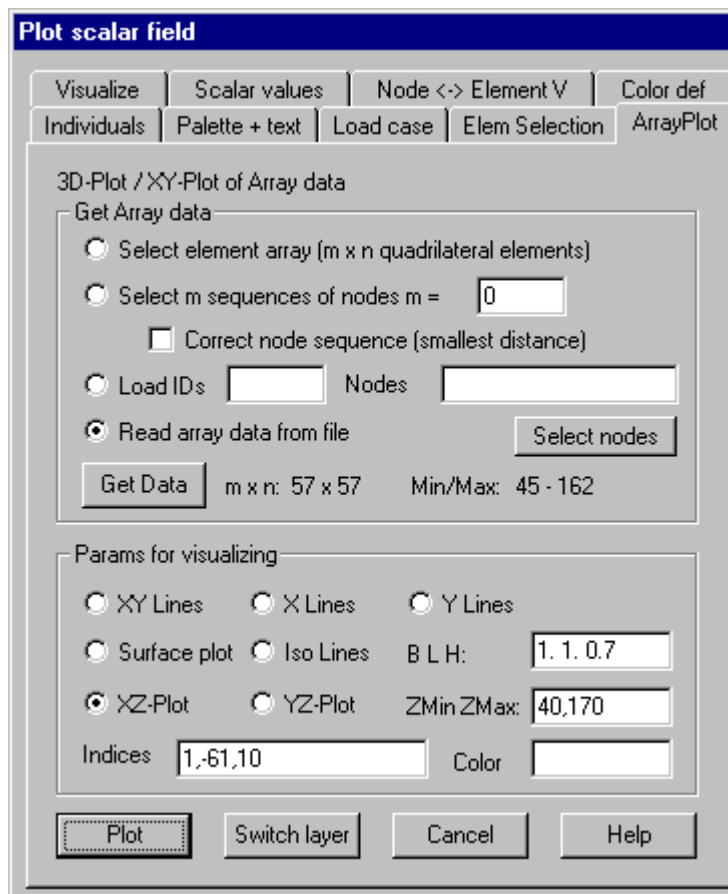 Plot scalar field
Visualize Scalar values Node <-> Element V Color def
Individuals Palette + text Load case Elem Selection ArrayPlot
3D-Plot / XY-Plot of Array data
Get Array data
Select element array (m x n quadrilateral elements)
Select m sequences of nodes m = 0
Correct node sequence (smallest distance)
Load IDs Nodes
Read array data from file Select nodes
Get Data m x n: 57 x 57 Min/Max: 45 - 162
Params for visualizing
XY Lines X Lines Y Lines
Surface plot Iso Lines B L H: 1. 1. 0.7
XZ-Plot YZ-Plot ZMin ZMax: 40,170
Indices 1,-61,10 Color
Plot Switch layer Cancel Help